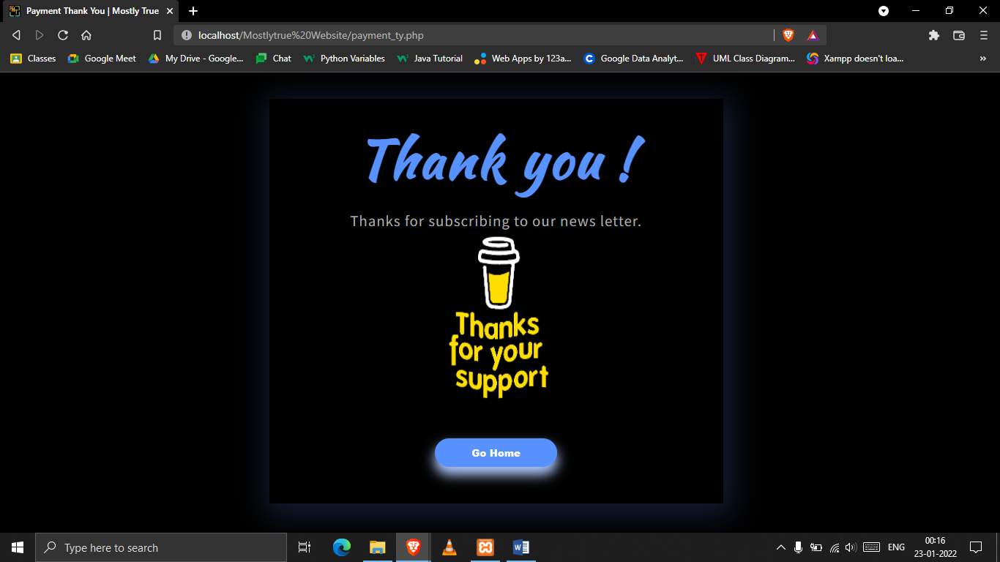 Payment Thank You | Mostly True
localhost/Mostlytrue%20Website/payment_ty.php
Classes
Google Meet
My Drive - Google...
Chat
Python Variables
Java Tutorial
Web Apps by 123a...
Google Data Analyt...
UML Class Diagram...
Xampp doesn't loa...
»
Thank you !
Thanks for subscribing to our news letter.
Thanks
for your
support
Go Home
Type here to search
ENG
00:16
23-01-2022